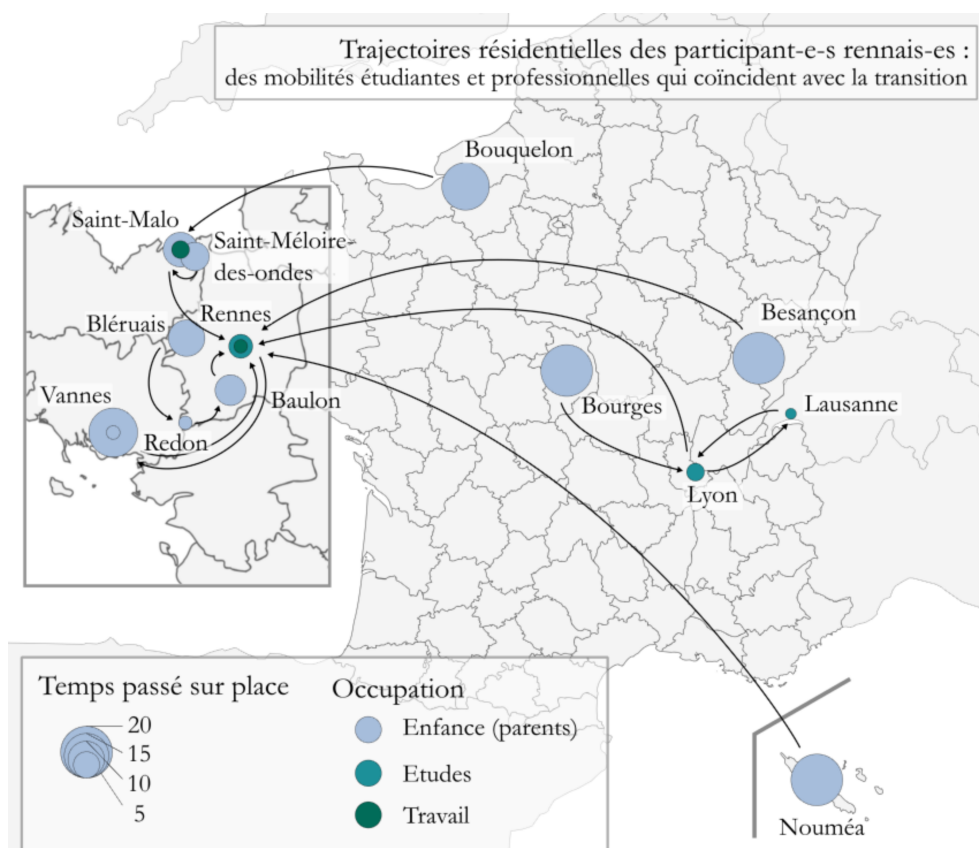 Trajectoires résidentielles des participant-e-s rennais-es :
des mobilités étudiantes et professionnelles qui coïncident avec la transition
Bouquelon
Saint-Malo
Saint-Méloire-
des-ondes
Bléruais
Rennes
Besançon
Vannes
Baulon
Bourges
Lausanne
Redon
Lyon
Temps passé sur place
20
15
10
5
Occupation
Enfance (parents)
Etudes
Travail
Nouméa